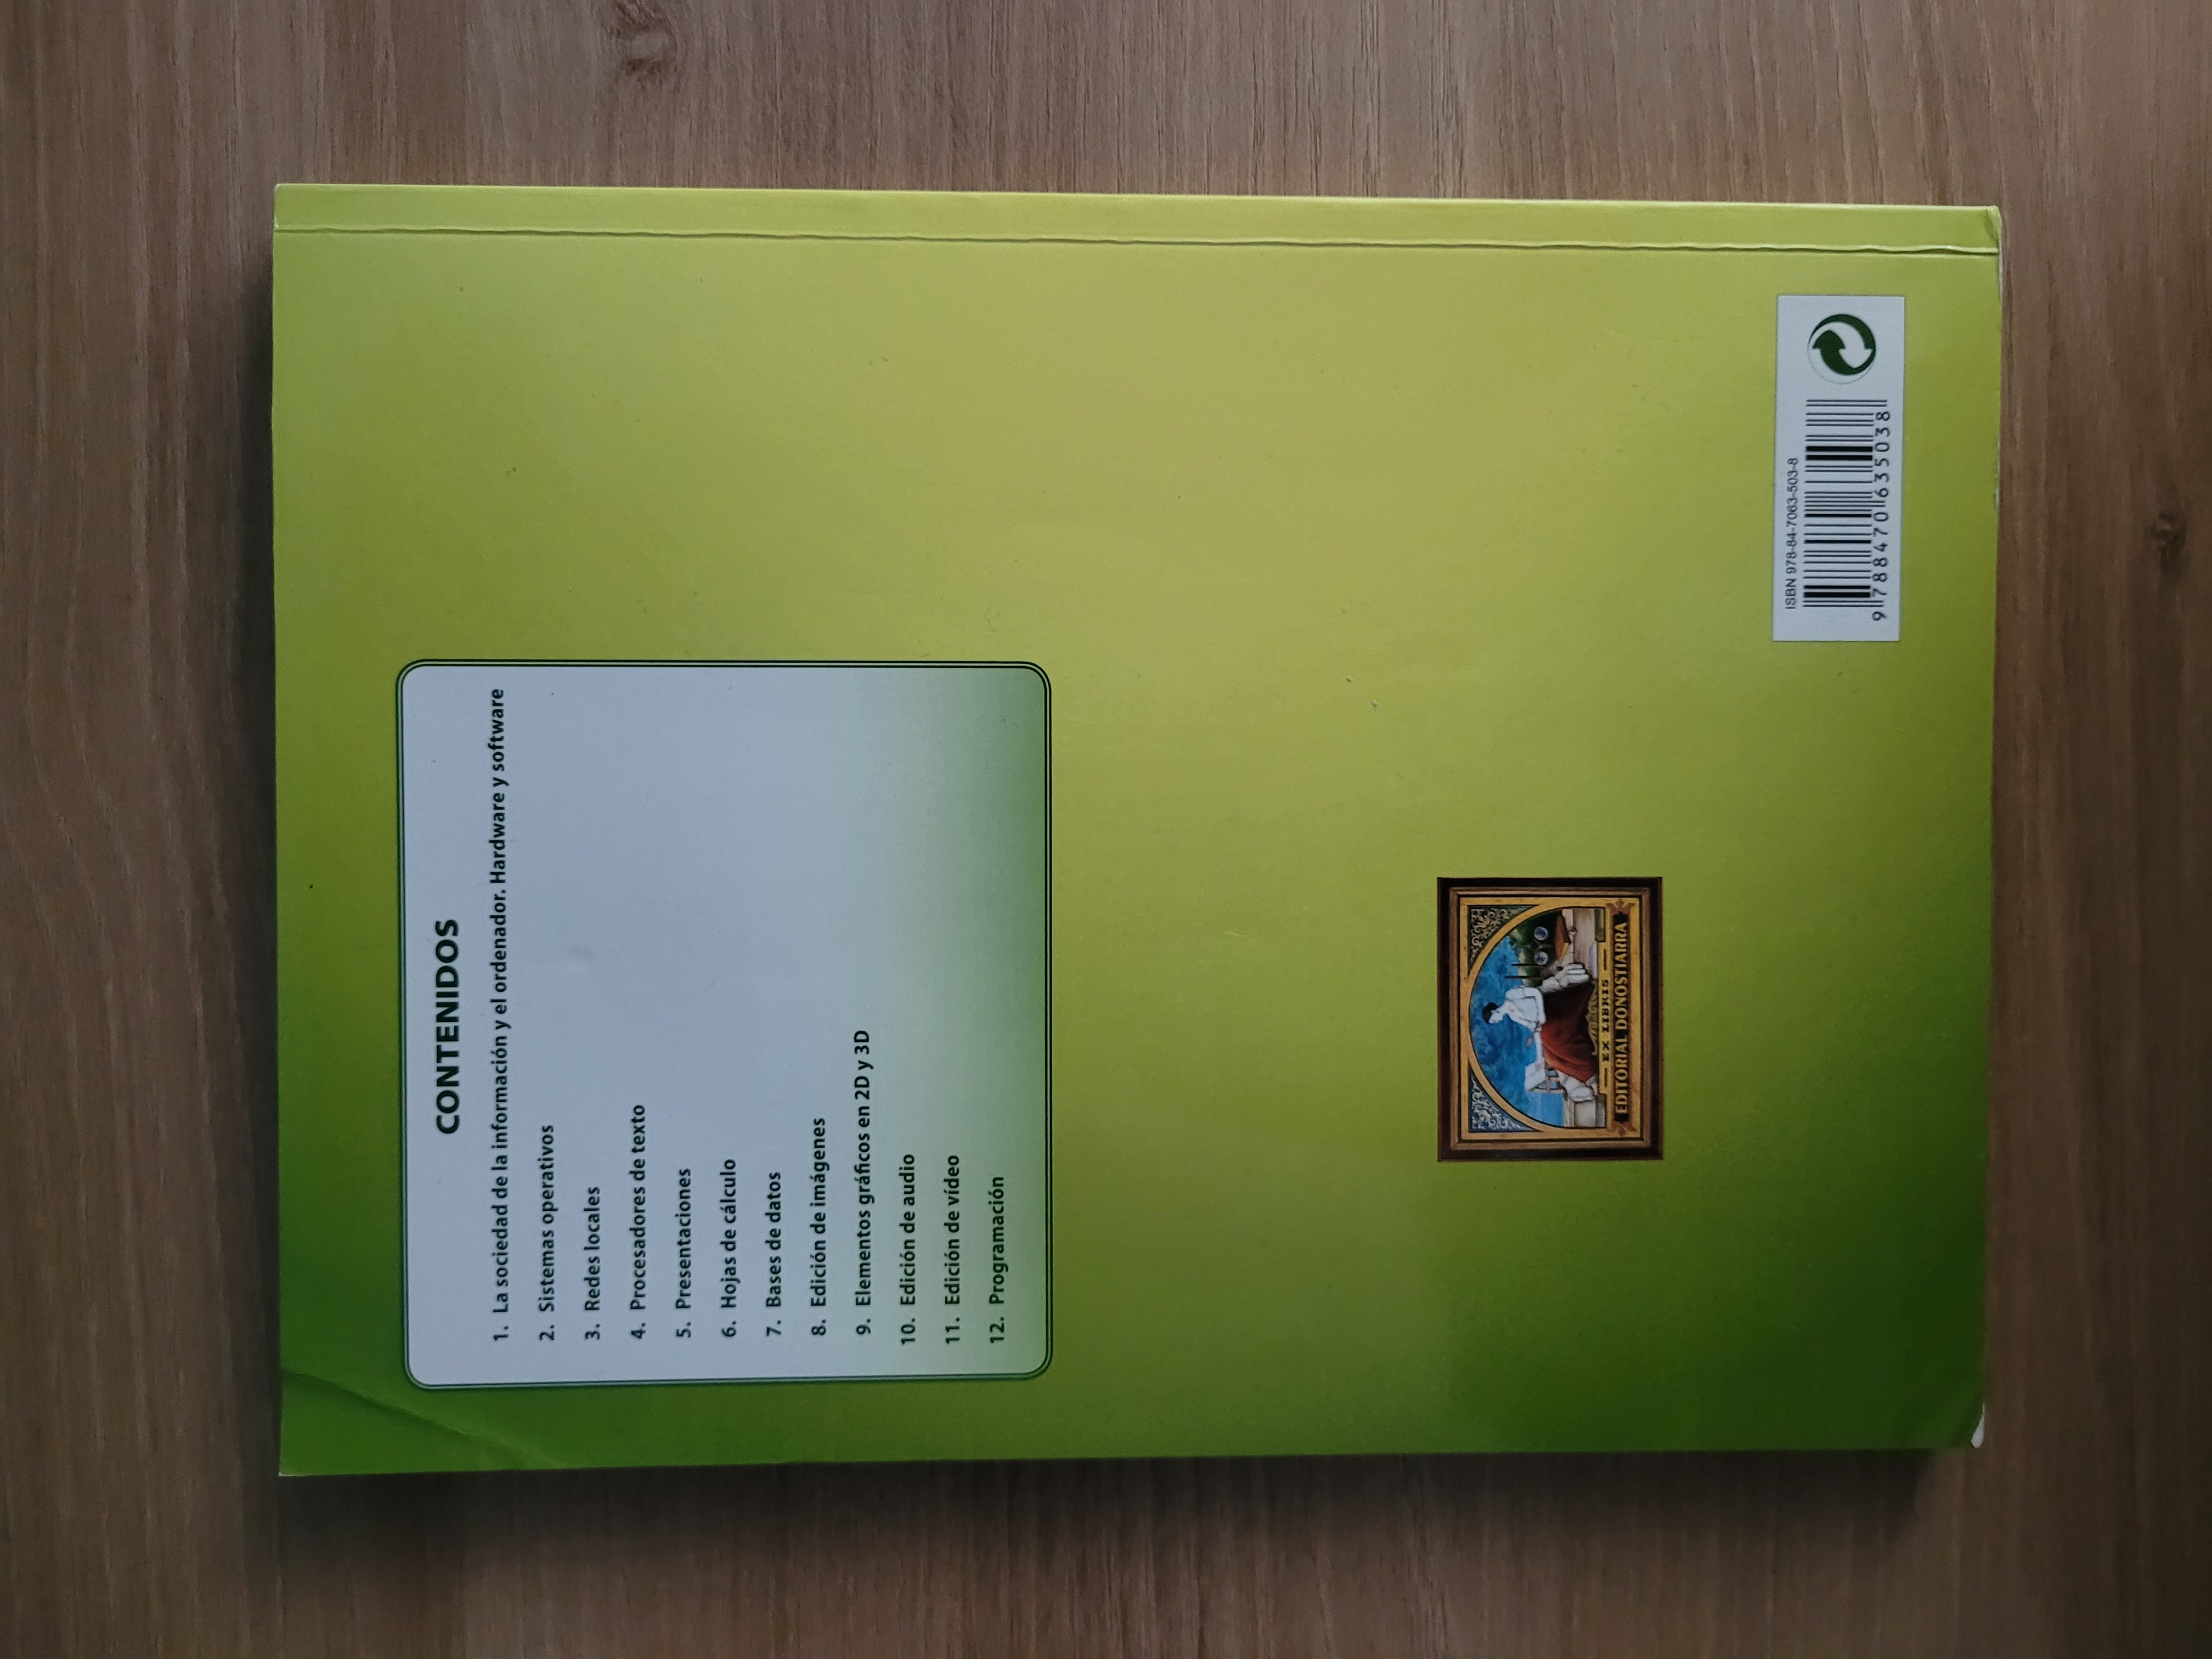 CONTENIDOS
1. La sociedad de la información y el ordenador. Hardware y software
2. Sistemas operativos
3. Redes locales
4. Procesadores de texto
5. Presentaciones
6. Hojas de cálculo
7. Bases de datos
8. Edición de imágenes
9. Elementos gráficos en 2D y 3D
10. Edición de audio
11. Edición de vídeo
12. Programación
EX LIBRIS
EDITORIAL DONOSTIARRA
ISBN 978-84-7063-503-8
9 788470 635038